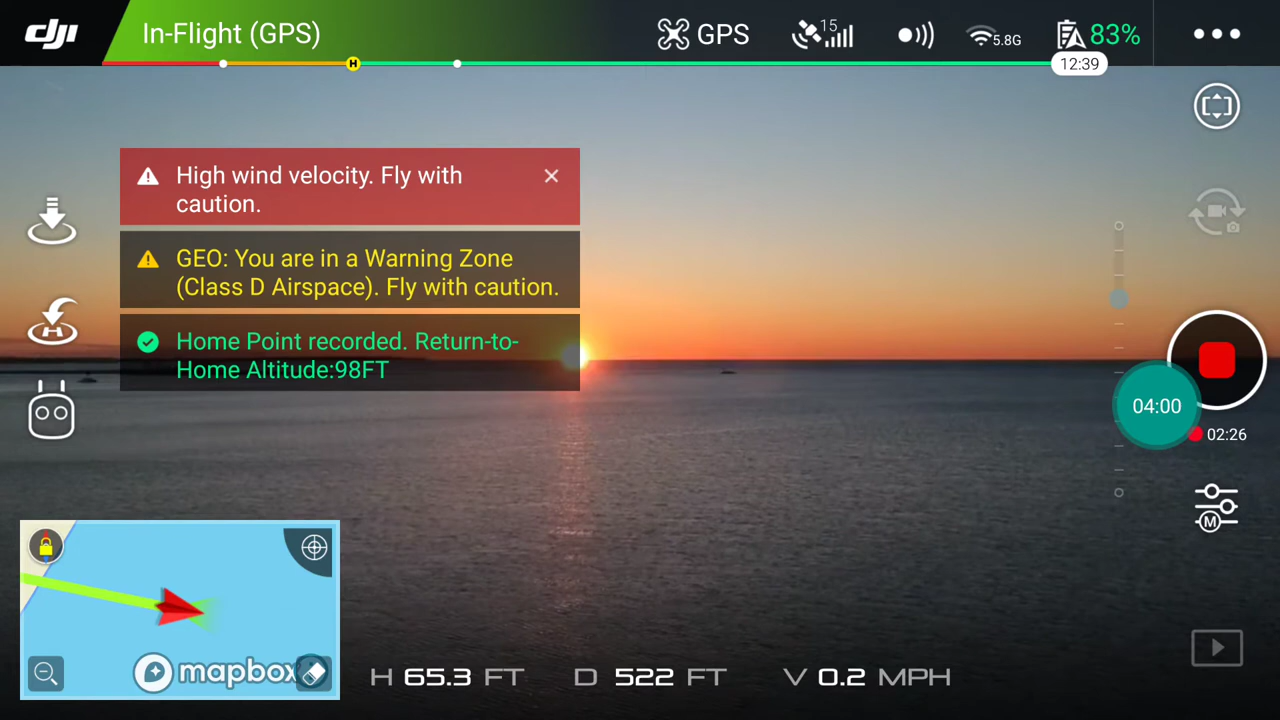 dji
In-Flight (GPS)
GPS
15
5.8G
83%
H
12:39
High wind velocity. Fly with
caution.
GEO: You are in a Warning Zone
(Class D Airspace). Fly with caution.
Home Point recorded. Return-to-
Home Altitude:98FT
H
04:00
02:26
M
mapbox
H 65.3 FT D 522 FT V 0.2 MPH